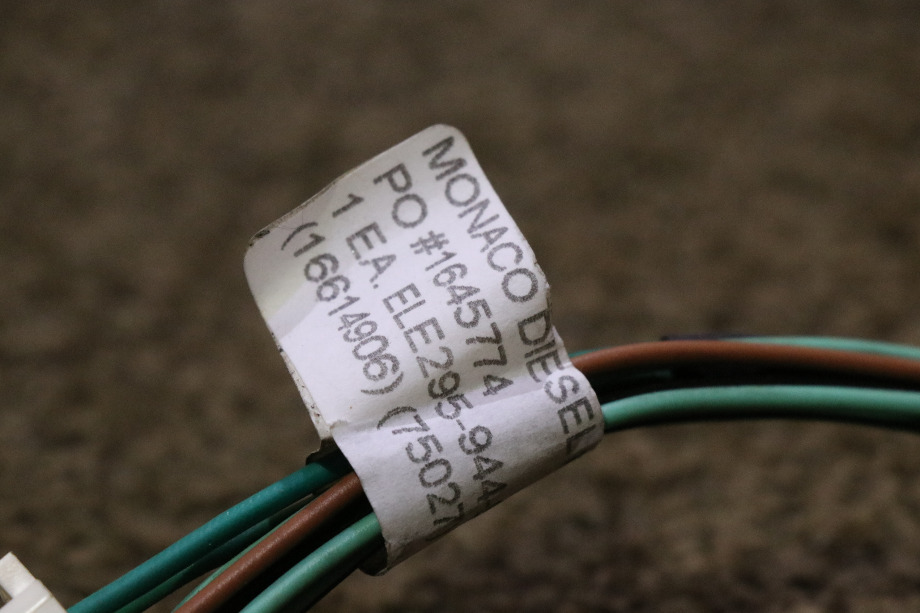 MONACO DIESEL
PO #1645774
1 EA. ELE295-944
(16614906) (75027